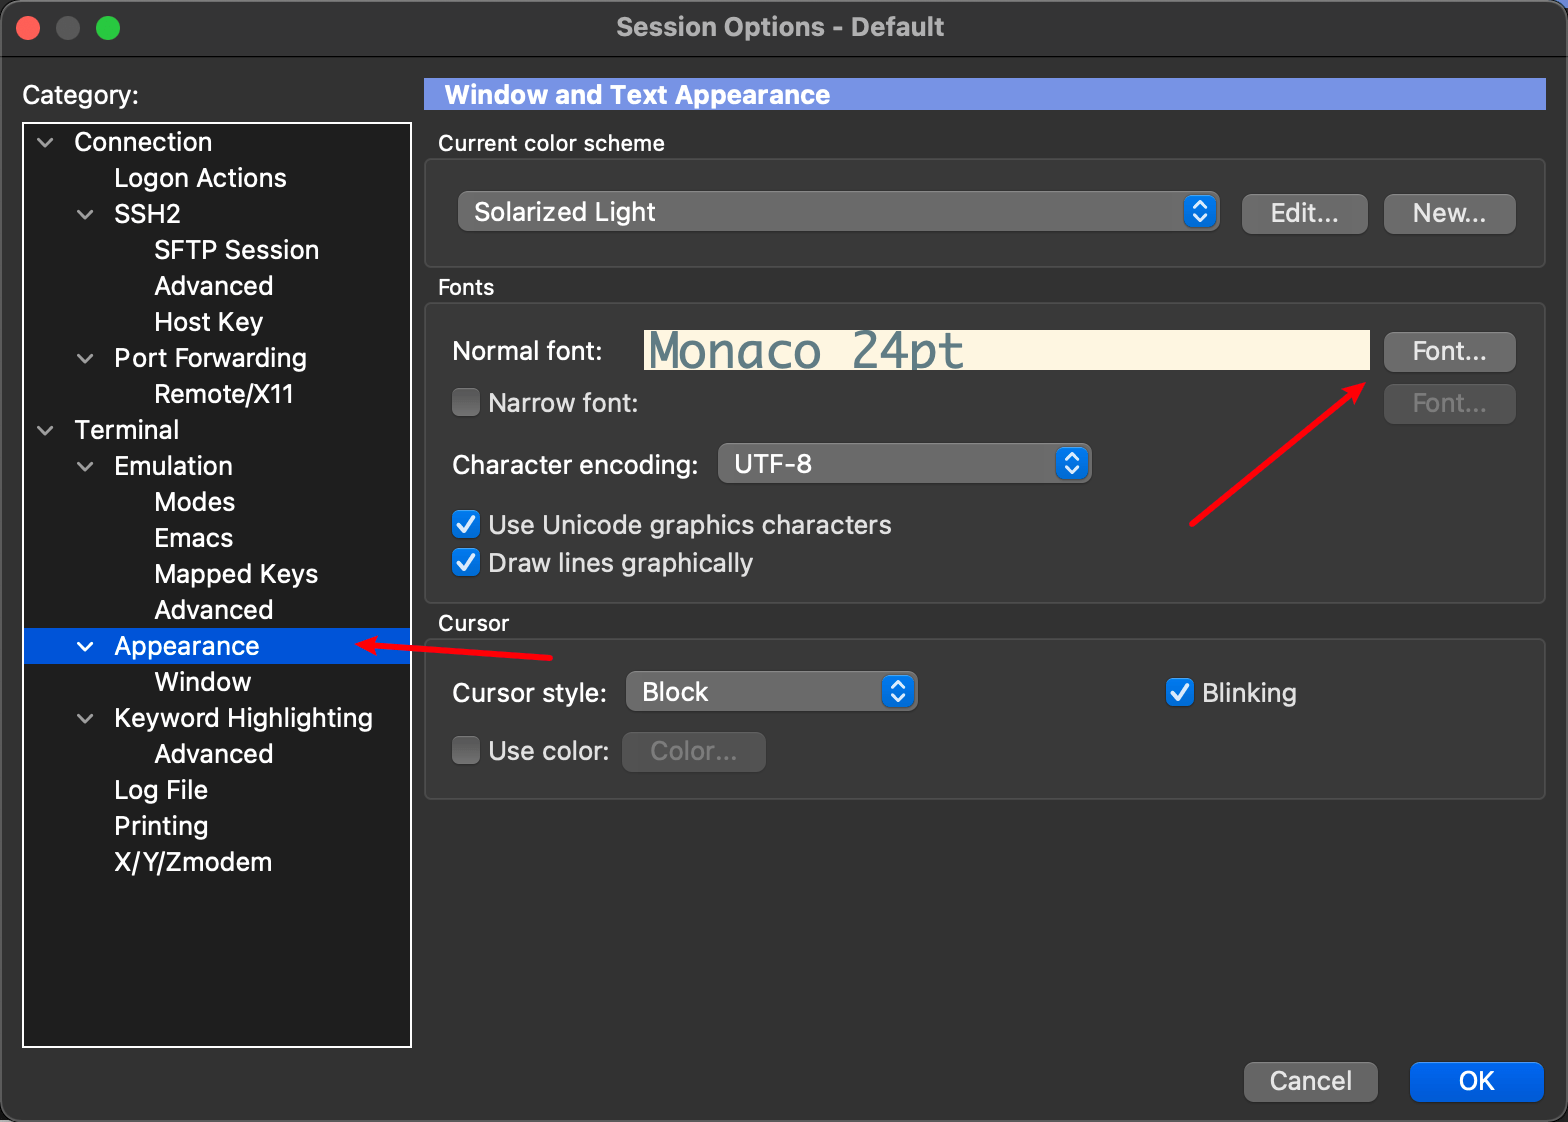 Session Options - Default
Category:
Connection
Logon Actions
SSH2
SFTP Session
Advanced
Host Key
Port Forwarding
Remote/X11
Terminal
Emulation
Modes
Emacs
Mapped Keys
Advanced
Appearance
Window
Keyword Highlighting
Advanced
Log File
Printing
X/Y/Zmodem
Window and Text Appearance
Current color scheme
Solarized Light
Edit...
New...
Fonts
Normal font:
Monaco 24pt
Font...
Narrow font:
Font...
Character encoding:
UTF-8
Use Unicode graphics characters
Draw lines graphically
Cursor
Cursor style:
Block
Blinking
Use color:
Color...
Cancel
OK